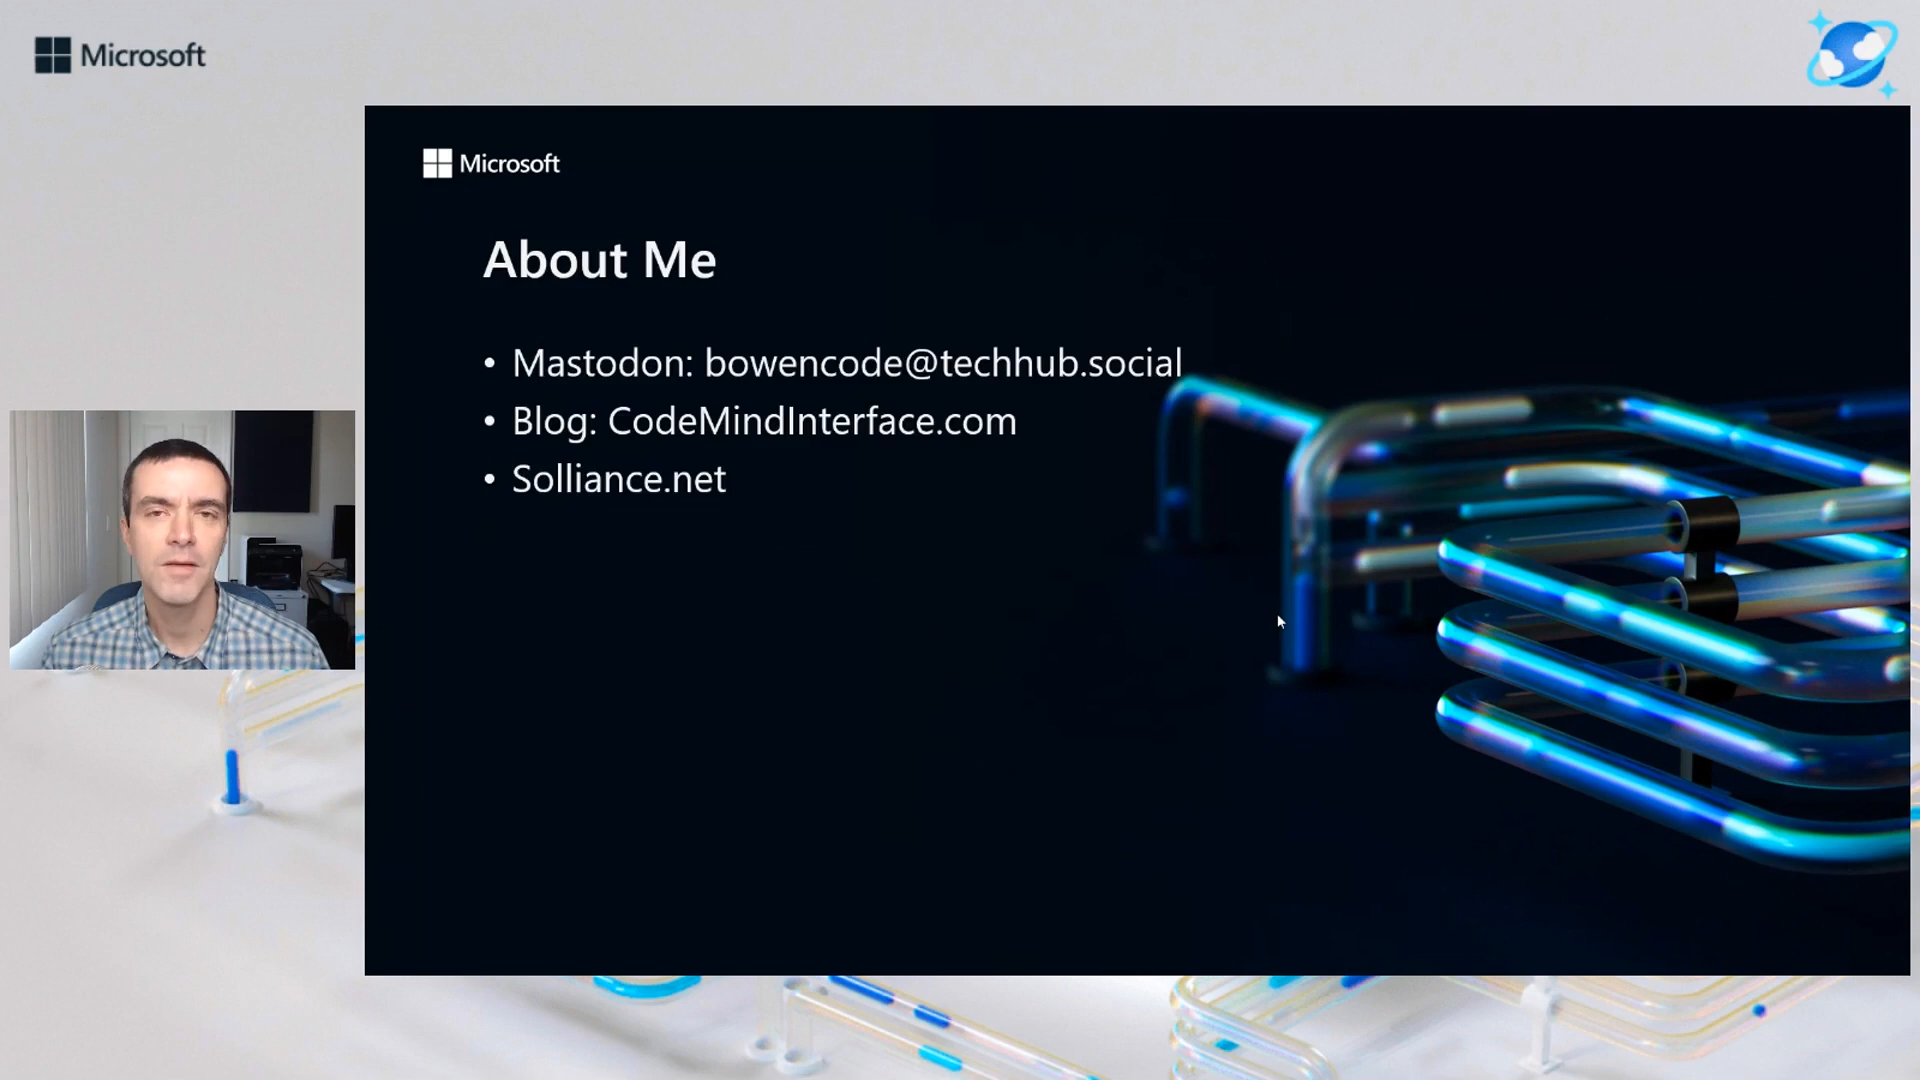 Microsoft
Microsoft
About Me
• Mastodon: bowencode@techhub.social
• Blog: CodeMindInterface.com
• Solliance.net